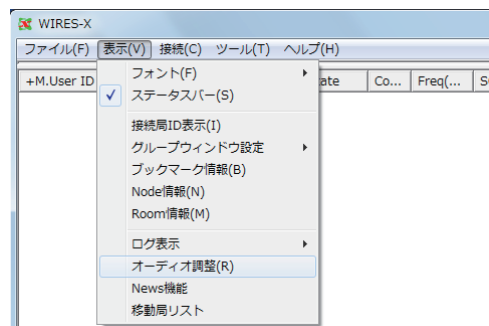 WIRES-X
ファイル(F) 表示(V) 接続(C) ツール(T) ヘルプ(H)
+M.User ID ate Co... Freq(...
フォント(F)
ステータスバー(S)
接続局ID表示(I)
グループウィンドウ設定
ブックマーク情報(B)
Node情報(N)
Room情報(M)
ログ表示
オーディオ調整(R)
News機能
移動局リスト